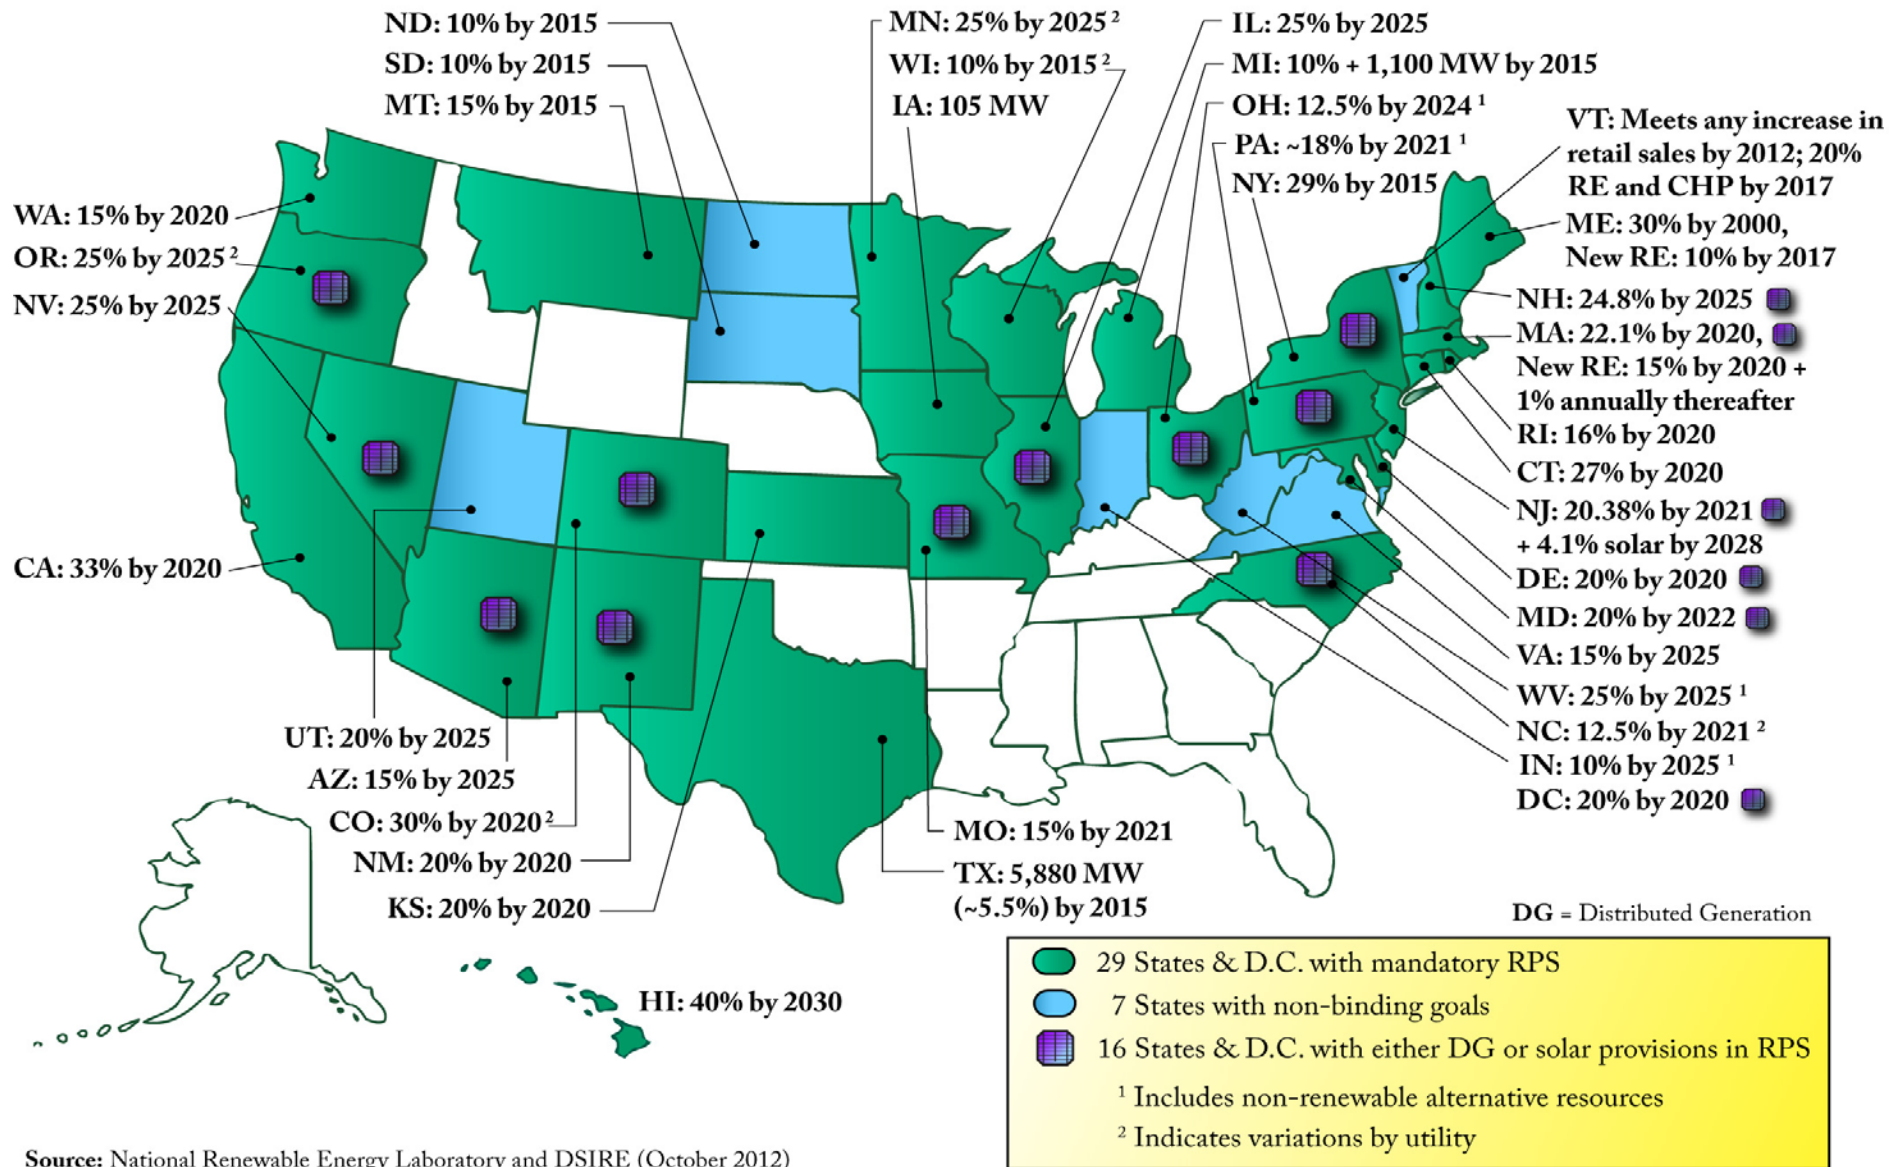 ND: 10% by 2015
SD: 10% by 2015
MT: 15% by 2015
MN: 25% by 2025 ²
WI: 10% by 2015 ²
IA: 105 MW
IL: 25% by 2025
MI: 10% + 1,100 MW by 2015
OH: 12.5% by 2024 ¹
PA: ~18% by 2021 ¹
NY: 29% by 2015
VT: Meets any increase in
retail sales by 2012; 20%
RE and CHP by 2017
ME: 30% by 2000,
New RE: 10% by 2017
NH: 24.8% by 2025
MA: 22.1% by 2020,
New RE: 15% by 2020 +
1% annually thereafter
RI: 16% by 2020
CT: 27% by 2020
NJ: 20.38% by 2021
+ 4.1% solar by 2028
DE: 20% by 2020
MD: 20% by 2022
VA: 15% by 2025
WV: 25% by 2025 ¹
NC: 12.5% by 2021 ²
IN: 10% by 2025 ¹
DC: 20% by 2020
WA: 15% by 2020
OR: 25% by 2025 ²
NV: 25% by 2025
CA: 33% by 2020
UT: 20% by 2025
AZ: 15% by 2025
CO: 30% by 2020 ²
NM: 20% by 2020
KS: 20% by 2020
MO: 15% by 2021
TX: 5,880 MW
(~5.5%) by 2015
HI: 40% by 2030
DG = Distributed Generation
29 States & D.C. with mandatory RPS
7 States with non-binding goals
16 States & D.C. with either DG or solar provisions in RPS
¹ Includes non-renewable alternative resources
² Indicates variations by utility
Source: National Renewable Energy Laboratory and DSIRE (October 2012)